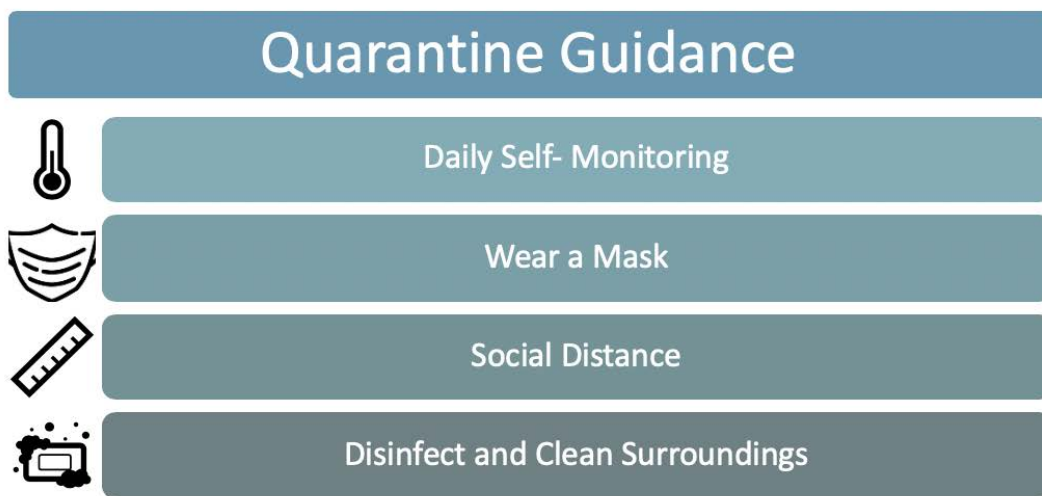 Quarantine Guidance
Daily Self- Monitoring
Wear a Mask
Social Distance
Disinfect and Clean Surroundings